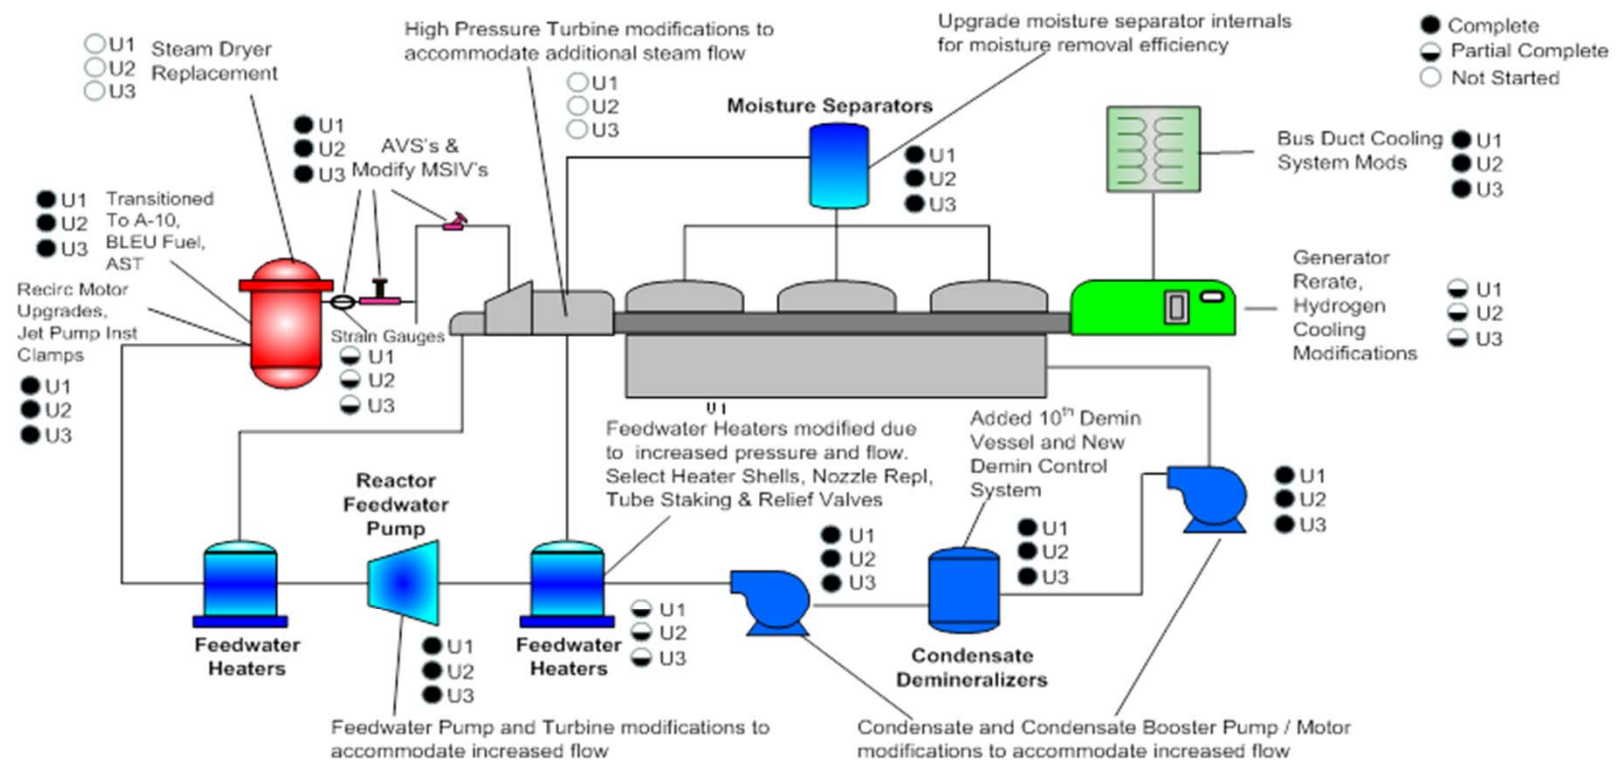 U1
U2
U3
Steam Dryer
Replacement
High Pressure Turbine modifications to
accommodate additional steam flow
U1
U2
U3
Upgrade moisture separator internals
for moisture removal efficiency
Complete
Partial Complete
Not Started
Moisture Separators
U1
U2
U3
Bus Duct Cooling
System Mods
U1
U2
U3
U1
U2
U3
AVS's &
Modify MSIV's
U1
U2
U3
Transitioned
To A-10,
BLEU Fuel,
AST
Recirc Motor
Upgrades,
Jet Pump Inst
Clamps
U1
U2
U3
Strain Gauges
U1
U2
U3
Generator
Rerate,
Hydrogen
Cooling
Modifications
U1
U2
U3
U1
Feedwater Heaters modified due
to increased pressure and flow.
Select Heater Shells, Nozzle Repl,
Tube Staking & Relief Valves
Added 10th Demin
Vessel and New
Demin Control
System
U1
U2
U3
Reactor
Feedwater
Pump
U1
U2
U3
U1
U2
U3
Feedwater
Heaters
U1
U2
U3
Feedwater
Heaters
U1
U2
U3
Condensate
Demineralizers
Feedwater Pump and Turbine modifications to
accommodate increased flow
Condensate and Condensate Booster Pump / Motor
modifications to accommodate increased flow